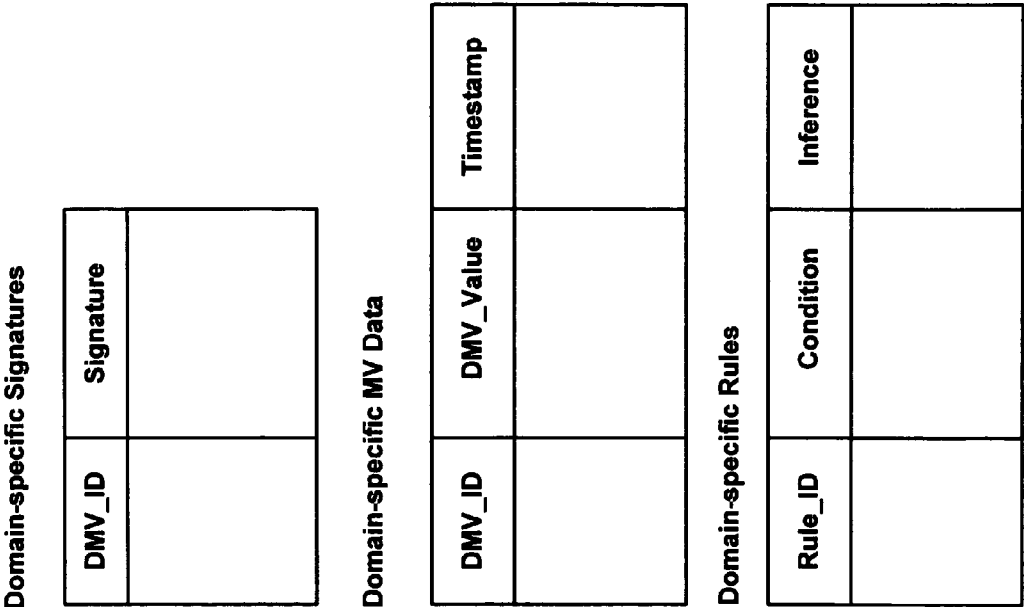 Domain-specific Signatures
DMV_ID Signature
Domain-specific MV Data
DMV_ID DMV_Value Timestamp
Domain-specific Rules
Rule_ID Condition Inference